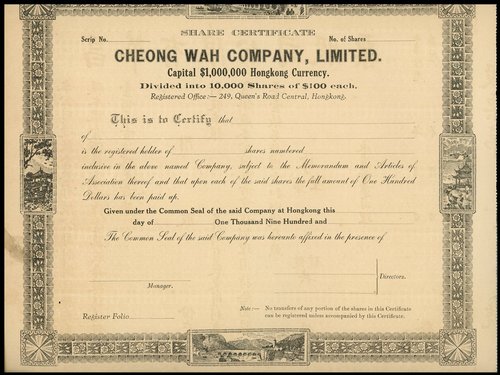 SHARE CERTIFICATE
Scrip No. No. of Shares
CHEONG WAH COMPANY, LIMITED.
Capital $1,000,000 Hongkong Currency.
Divided into 10,000 Shares of $100 each.
Registered Office:— 249, Queen's Road Central, Hongkong.
This is to Certify that
of
is the registered holder of shares numbered
inclusive in the above named Company, subject to the Memorandum and Articles of
Association thereof and that upon each of the said shares the full amount of One Hundred
Dollars has been paid up.
Given under the Common Seal of the said Company at Hongkong this
day of One Thousand Nine Hundred and
The Common Seal of the said Company was hereunto affixed in the presence of
Manager.
Directors.
Register Folio
Note:— No transfers of any portion of the shares in this Certificate
can be registered unless accompanied by this Certificate.